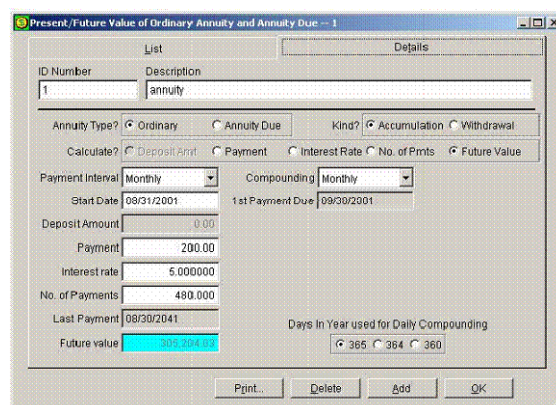 Present/Future Value of Ordinary Annuity and Annuity Due -- 1
List Details
ID Number Description
1 annuity
Annuity Type? Ordinary Annuity Due Kind? Accumulation Withdrawal
Calculate? Deposit Amt Payment Interest Rate No. of Pmts Future Value
Payment Interval Monthly Compounding Monthly
Start Date 08/31/2001 1st Payment Due 09/30/2001
Deposit Amount 0.00
Payment 200.00
Interest rate 5.000000
No. of Payments 480.000
Last Payment 08/30/2041
Days In Year used for Daily Compounding
Future value 305,204.03
365 364 360
Print... Delete Add OK